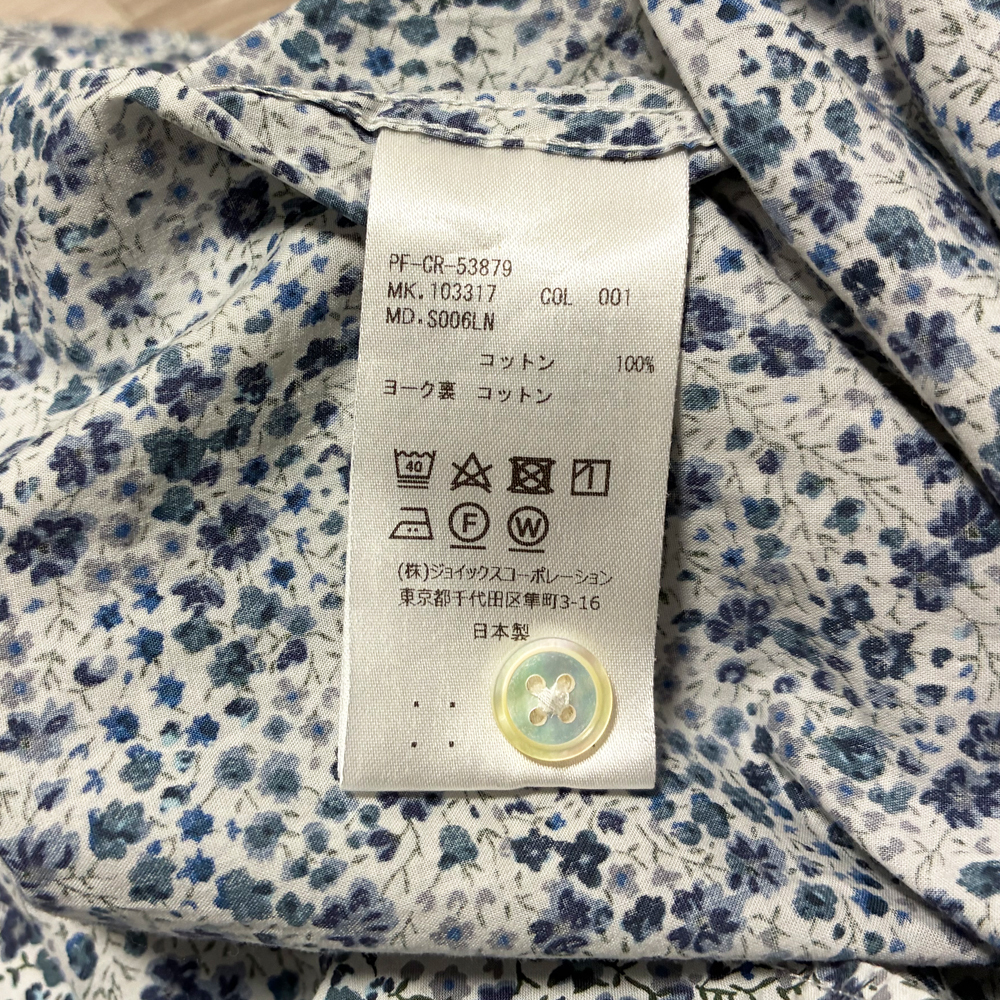 PF-CR-53879
MK.103317 COL 001
MD.S006LN
コットン 100%
ヨーク裏 コットン
40
F W
(株)ジョイックスコーポレーション
東京都千代田区隼町3-16
日本製